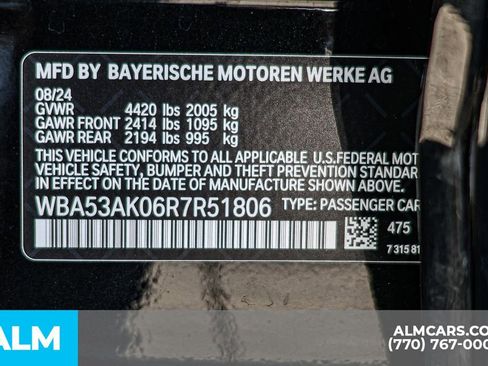 MFD BY BAYERISCHE MOTOREN WERKE AG
08/24
GVWR 4420 lbs 2005 kg
GAWR FRONT 2414 lbs 1095 kg
GAWR REAR 2194 lbs 995 kg
THIS VEHICLE CONFORMS TO ALL APPLICABLE U.S.FEDERAL MOT
VEHICLE SAFETY, BUMPER AND THEFT PREVENTION STANDAR
IN EFFECT ON THE DATE OF MANUFACTURE SHOWN ABOVE.
WBA53AK06R7R51806 TYPE: PASSENGER CAR
475
7 315 81
ALM
ALMCARS.CO
(770) 767-000